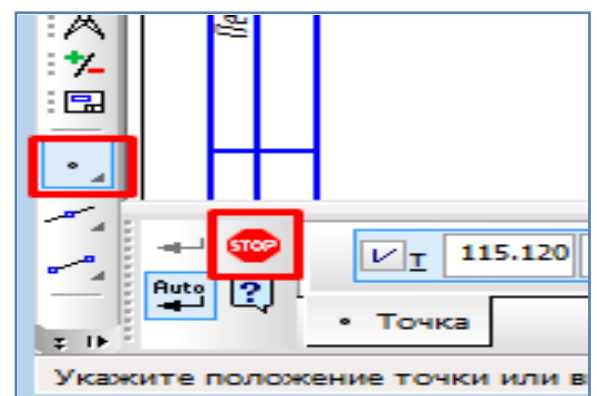 STOP
T 115.120
Auto
Точка
Укажите положение точки или в